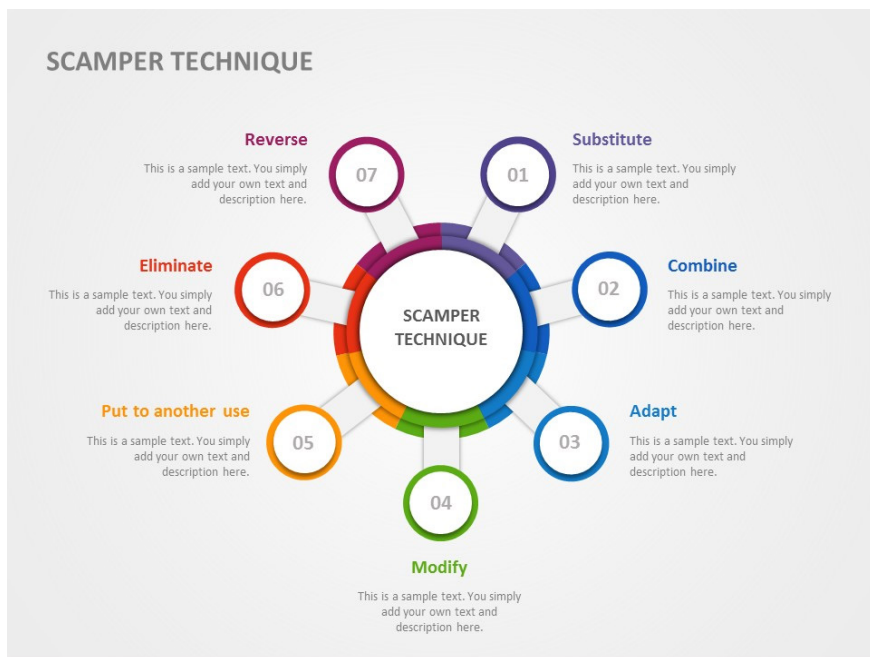 SCAMPER TECHNIQUE
Reverse
This is a sample text. You simply
add your own text and
description here.
07
Substitute
This is a sample text. You simply
add your own text and
description here.
01
Eliminate
This is a sample text. You simply
add your own text and
description here.
06
Combine
This is a sample text. You simply
add your own text and
description here.
02
SCAMPER
TECHNIQUE
Put to another use
This is a sample text. You simply
add your own text and
description here.
05
Adapt
This is a sample text. You simply
add your own text and
description here.
03
04
Modify
This is a sample text. You simply
add your own text and
description here.